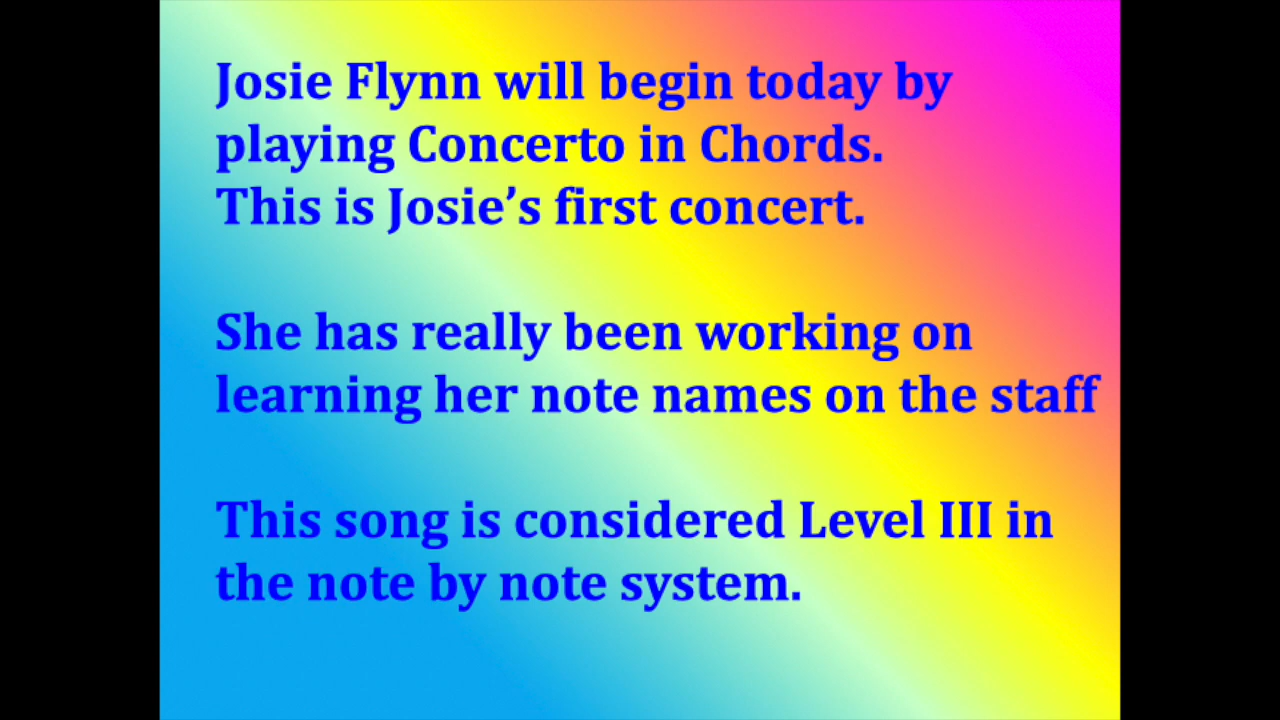 Josie Flynn will begin today by
playing Concerto in Chords.
This is Josie’s first concert.
She has really been working on
learning her note names on the staff
This song is considered Level III in
the note by note system.